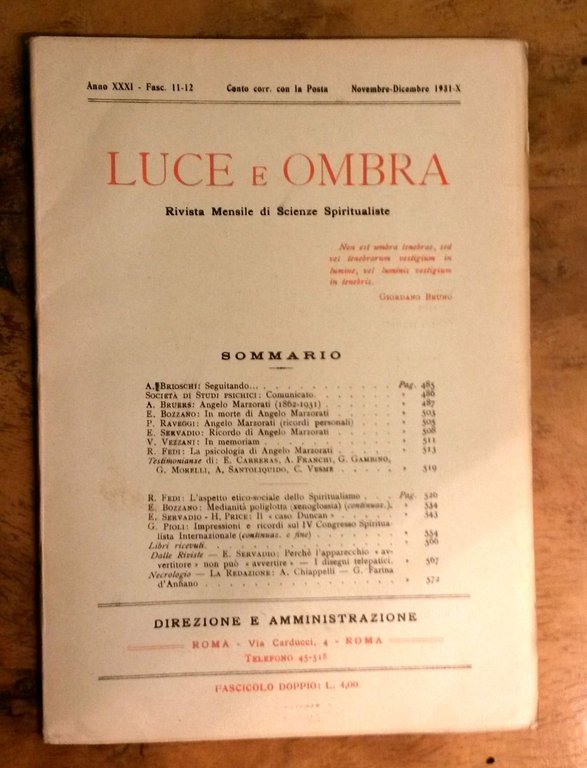 Anno XXXI - Fasc. 11-12 Conto corr. con la Posta Novembre-Dicembre 1931-X
LUCE E OMBRA
Rivista Mensile di Scienze Spiritualiste
Non est umbra tenebrae, sed
vel tenebrarum vestigium in
lumine, vel luminis vestigium
in tenebris.
GIORDANO BRUNO
SOMMARIO
A. BRIOSCHI: Seguitando... Pag. 485
SOCIETÀ DI STUDI PSICHICI: Comunicato. » 486
A. BRUERS: Angelo Marzorati (1862-1931) » 487
E. BOZZANO: In morte di Angelo Marzorati » 503
P. RAVEGGI: Angelo Marzorati (ricordi personali) » 505
E. SERVADIO: Ricordo di Angelo Marzorati » 508
V. VEZZANI: In memoriam » 511
R. FEDI: La psicologia di Angelo Marzorati » 513
Testimonianze di: E. CARRERAS, A. FRANCHI, G. GAMBINO,
G. MORELLI, A. SANTOLIQUIDO, C. VESME » 519
R. FEDI: L'aspetto etico-sociale dello Spiritualismo Pag. 520
E. BOZZANO: Medianità poliglotta (xenoglossia) (continuaz.) » 534
E. SERVADIO - H. PRICE: Il « caso Duncan » » 543
G. PIOLI: Impressioni e ricordi sul IV Congresso Spiritua-
lista Internazionale (continuaz. e fine) » 554
Libri ricevuti. » 566
Dalle Riviste — E. SERVADIO: Perchè l'apparecchio « av-
vertitore » non può « avvertire » — I disegni telepatici. » 567
Necrologio — LA REDAZIONE: A. Chiappelli — G. Farina
d'Anfiano » 572
DIREZIONE E AMMINISTRAZIONE
ROMA - Via Carducci, 4 - ROMA
TELEFONO 45-518
FASCICOLO DOPPIO: L. 4,00.